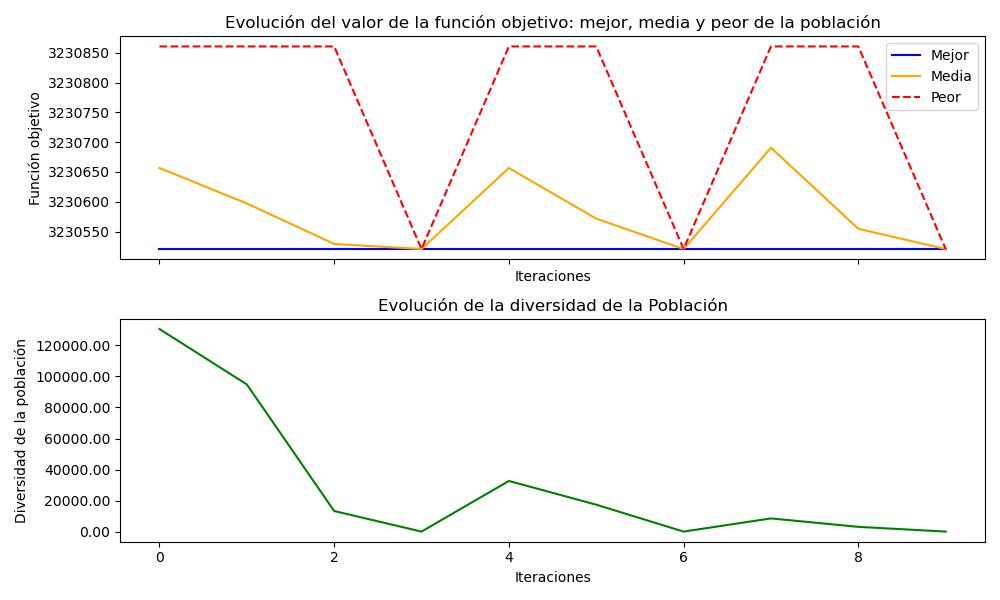 Evolución del valor de la función objetivo: mejor, media y peor de la población
Función objetivo
3230850
3230800
3230750
3230700
3230650
3230600
3230550
Mejor
Media
Peor
Iteraciones
Evolución de la diversidad de la Población
Diversidad de la población
120000.00
100000.00
80000.00
60000.00
40000.00
20000.00
0.00
0 2 4 6 8
Iteraciones